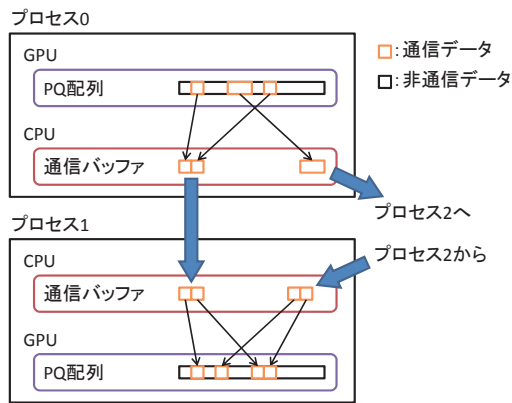 プロセス0
GPU
PQ配列
CPU
通信バッファ
:通信データ
:非通信データ
プロセス2へ
プロセス1
プロセス2から
CPU
通信バッファ
GPU
PQ配列